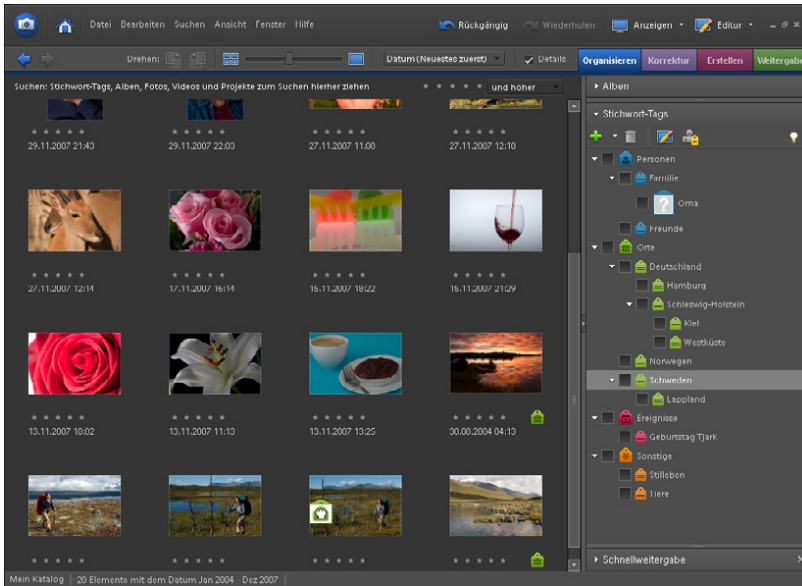 Datei Bearbeiten Suchen Ansicht Fenster Hilfe Rückgängig Wiederholen Anzeigen Editor
Drehen: Datum (Neuestes zuerst) Details Organisieren Korrektur Erstellen Weitergabe
Suchen: Stichwort-Tags, Alben, Fotos, Videos und Projekte zum Suchen hierher ziehen und höher
29.11.2007 21:43 29.11.2007 22:03 27.11.2007 11:00 27.11.2007 12:10
27.11.2007 12:14 17.11.2007 16:14 16.11.2007 18:22 15.11.2007 21:29
13.11.2007 10:02 13.11.2007 11:13 13.11.2007 13:25 30.08.2004 04:13
Alben
Stichwort-Tags
Personen
Familie
Oma
Freunde
Orte
Deutschland
Hamburg
Schleswig-Holstein
Kiel
Westküste
Norwegen
Schweden
Lappland
Ereignisse
Geburtstag Tjark
Sonstige
Stilleben
Tiere
Schnellweitergabe
Mein Katalog 20 Elemente mit dem Datum Jan 2004 - Dez 2007